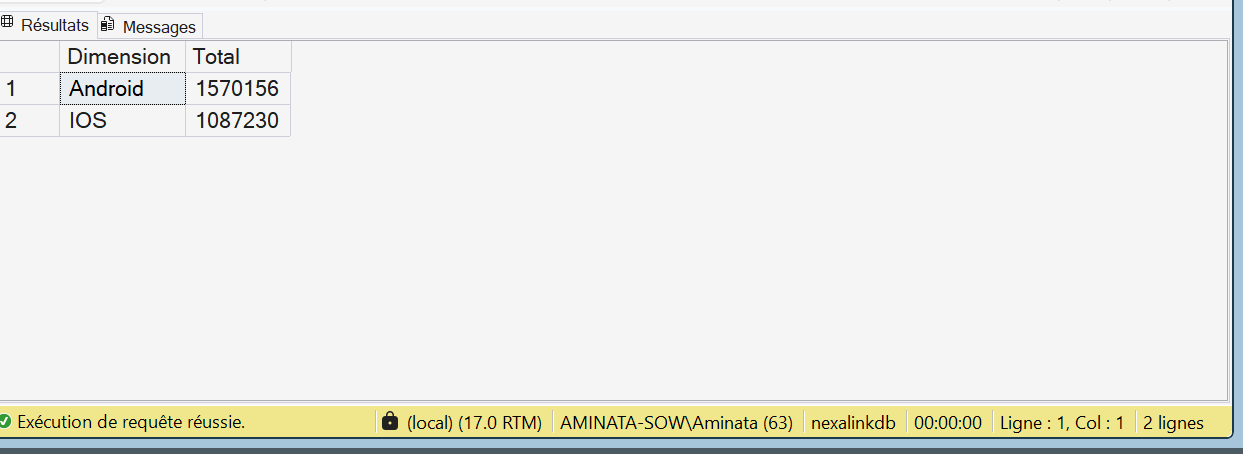 Résultats Messages
Dimension Total
1 Android 1570156
2 IOS 1087230
Exécution de requête réussie. (local) (17.0 RTM) AMINATA-SOW\Aminata (63) nexalinkdb 00:00:00 Ligne : 1, Col : 1 2 lignes